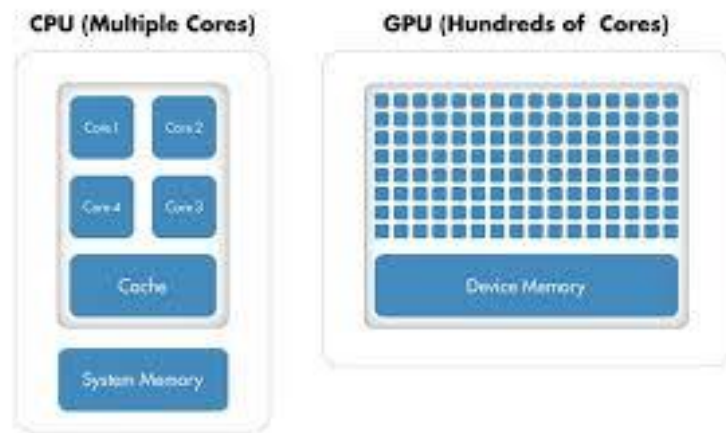 CPU (Multiple Cores)
GPU (Hundreds of Cores)
Core 1
Core 2
Core 4
Core 3
Cache
System Memory
Device Memory